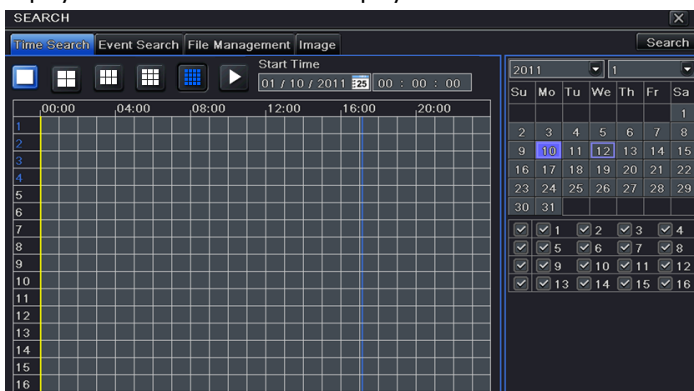 SEARCH
Time Search Event Search File Management Image Search
Start Time
01 / 10 / 2011 25 00 : 00 : 00
2011 1
Su Mo Tu We Th Fr Sa
1
2 3 4 5 6 7 8
9 10 11 12 13 14 15
16 17 18 19 20 21 22
23 24 25 26 27 28 29
30 31
00:00 04:00 08:00 12:00 16:00 20:00
1
2
3
4
5
6
7
8
9
10
11
12
13
14
15
16
1 2 3 4
5 6 7 8
9 10 11 12
13 14 15 16